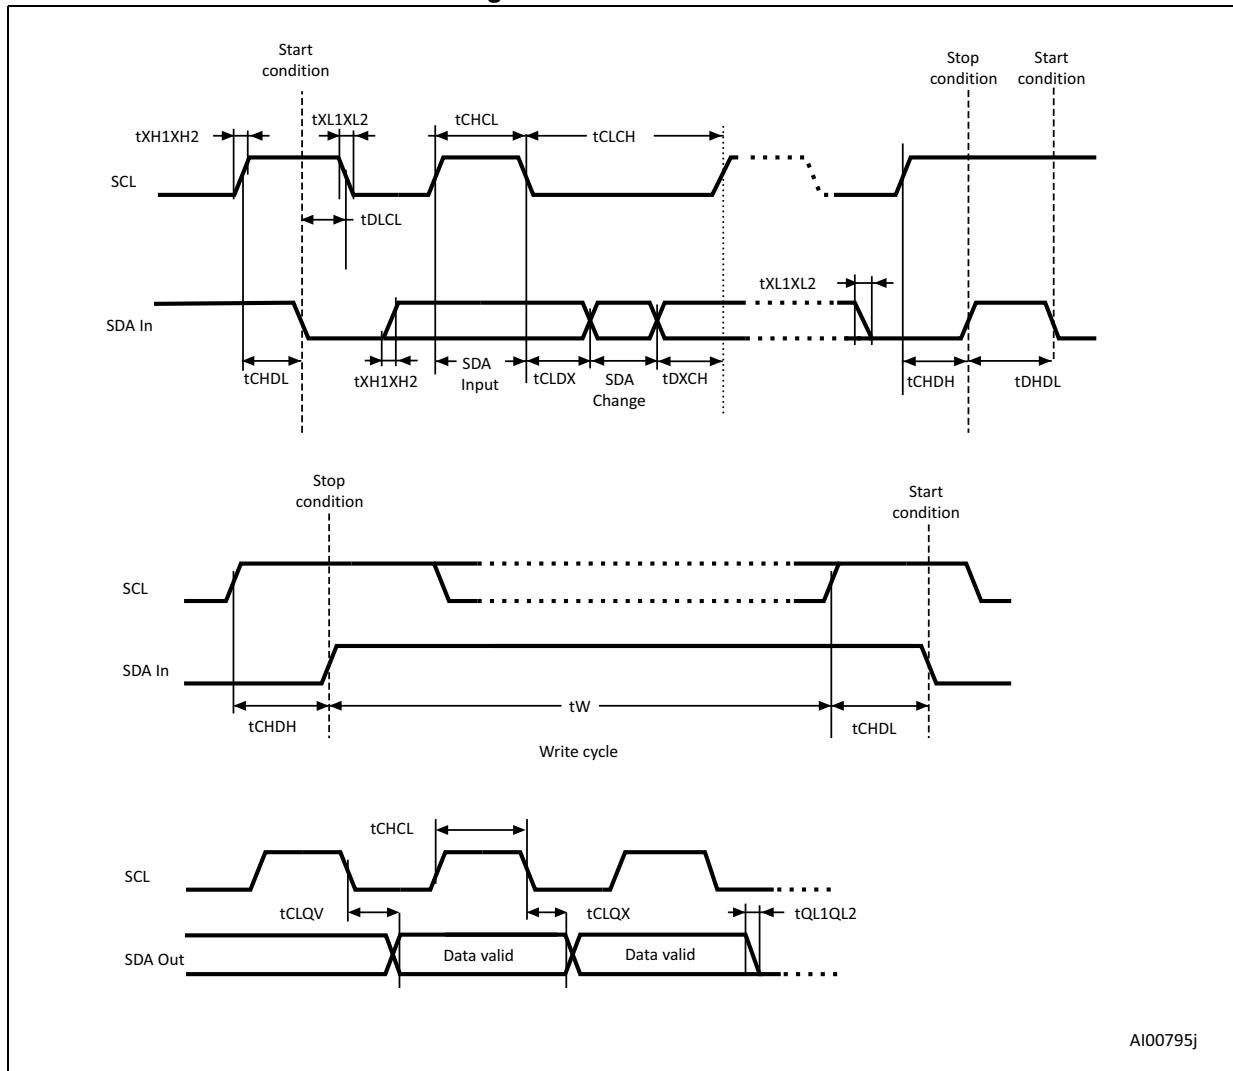 Start
condition
Stop
condition
Start
condition
tXH1XH2
tXL1XL2
tCHCL
tCLCH
SCL
tDLCL
tXL1XL2
SDA In
tCHDL
tXH1XH2
SDA
Input
tCLDX
SDA
Change
tDXCH
tCHDH
tDHDL
Stop
condition
Start
condition
SCL
SDA In
tCHDH
tW
tCHDL
Write cycle
tCHCL
SCL
tCLQV
tCLQX
tQL1QL2
SDA Out
Data valid
Data valid
AI00795j